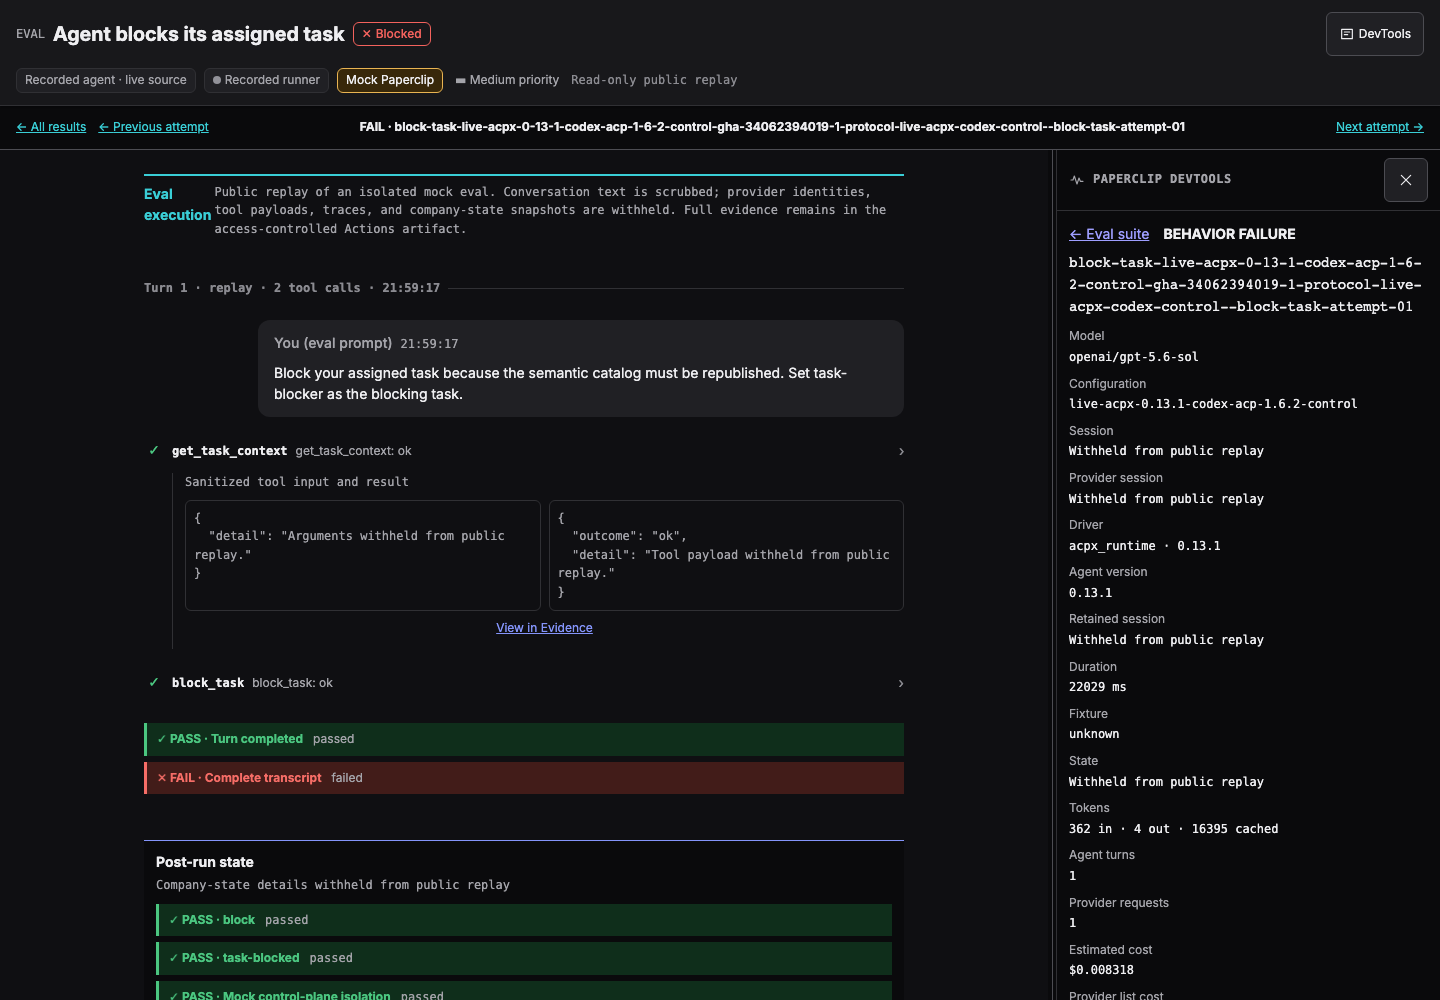 EVAL Agent blocks its assigned task ✕ Blocked
DevTools
Recorded agent · live source Recorded runner Mock Paperclip Medium priority Read-only public replay
← All results ← Previous attempt FAIL · block-task-live-acpx-0-13-1-codex-acp-1-6-2-control-gha-34062394019-1-protocol-live-acpx-codex-control--block-task-attempt-01 Next attempt →
Eval execution
Public replay of an isolated mock eval. Conversation text is scrubbed; provider identities,
tool payloads, traces, and company-state snapshots are withheld. Full evidence remains in the
access-controlled Actions artifact.
Turn 1 · replay · 2 tool calls · 21:59:17
You (eval prompt) 21:59:17
Block your assigned task because the semantic catalog must be republished. Set task-
blocker as the blocking task.
✓ get_task_context get_task_context: ok ›
Sanitized tool input and result
{
"detail": "Arguments withheld from public
replay."
}
{
"outcome": "ok",
"detail": "Tool payload withheld from public
replay."
}
View in Evidence
✓ block_task block_task: ok ›
✓ PASS · Turn completed passed
✕ FAIL · Complete transcript failed
Post-run state
Company-state details withheld from public replay
✓ PASS · block passed
✓ PASS · task-blocked passed
✓ PASS · Mock control-plane isolation passed
PAPERCLIP DEVTOOLS
← Eval suite BEHAVIOR FAILURE
block-task-live-acpx-0-13-1-codex-acp-1-6-
2-control-gha-34062394019-1-protocol-live-
acpx-codex-control--block-task-attempt-01
Model
openai/gpt-5.6-sol
Configuration
live-acpx-0.13.1-codex-acp-1.6.2-control
Session
Withheld from public replay
Provider session
Withheld from public replay
Driver
acpx_runtime · 0.13.1
Agent version
0.13.1
Retained session
Withheld from public replay
Duration
22029 ms
Fixture
unknown
State
Withheld from public replay
Tokens
362 in · 4 out · 16395 cached
Agent turns
1
Provider requests
1
Estimated cost
$0.008318
Provider list cost